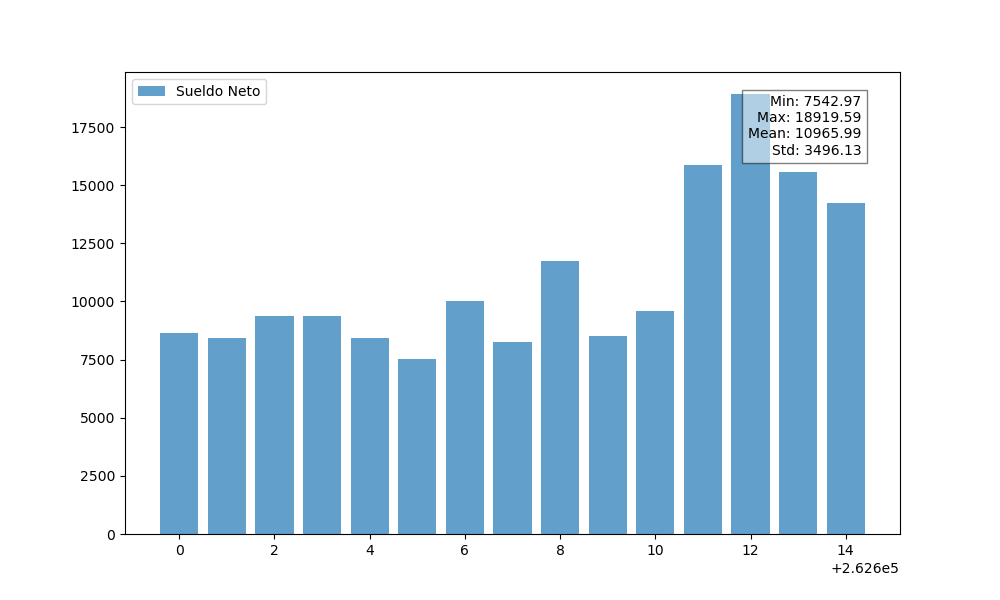 Sueldo Neto
Min: 7542.97
Max: 18919.59
Mean: 10965.99
Std: 3496.13
17500
15000
12500
10000
7500
5000
2500
0
0 2 4 6 8 10 12 14
+2.626e5